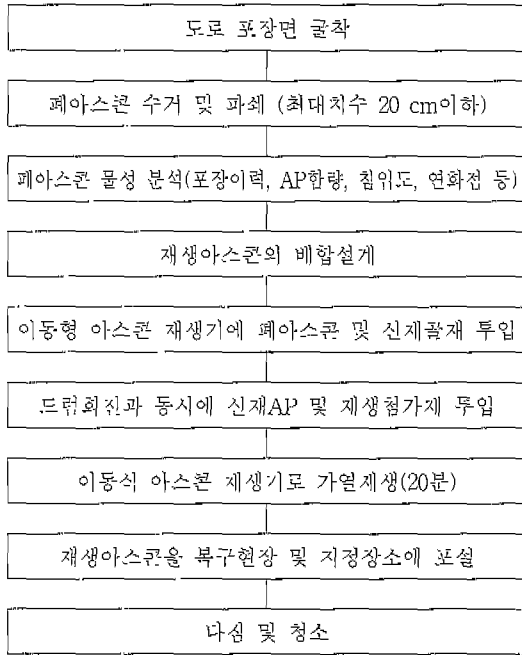 도로 포장면 굴착
폐아스콘 수거 및 파쇄 (최대치수 20 cm이하)
폐아스콘 물성 분석(포장이력, AP함량, 침입도, 연화점 등)
재생아스콘의 배합설계
이동형 아스콘 재생기에 폐아스콘 및 신재골재 투입
드럼회전과 동시에 신재AP 및 재생첨가제 투입
이동식 아스콘 재생기로 가열재생(20분)
재생아스콘을 복구현장 및 지정장소에 포설
다짐 및 청소